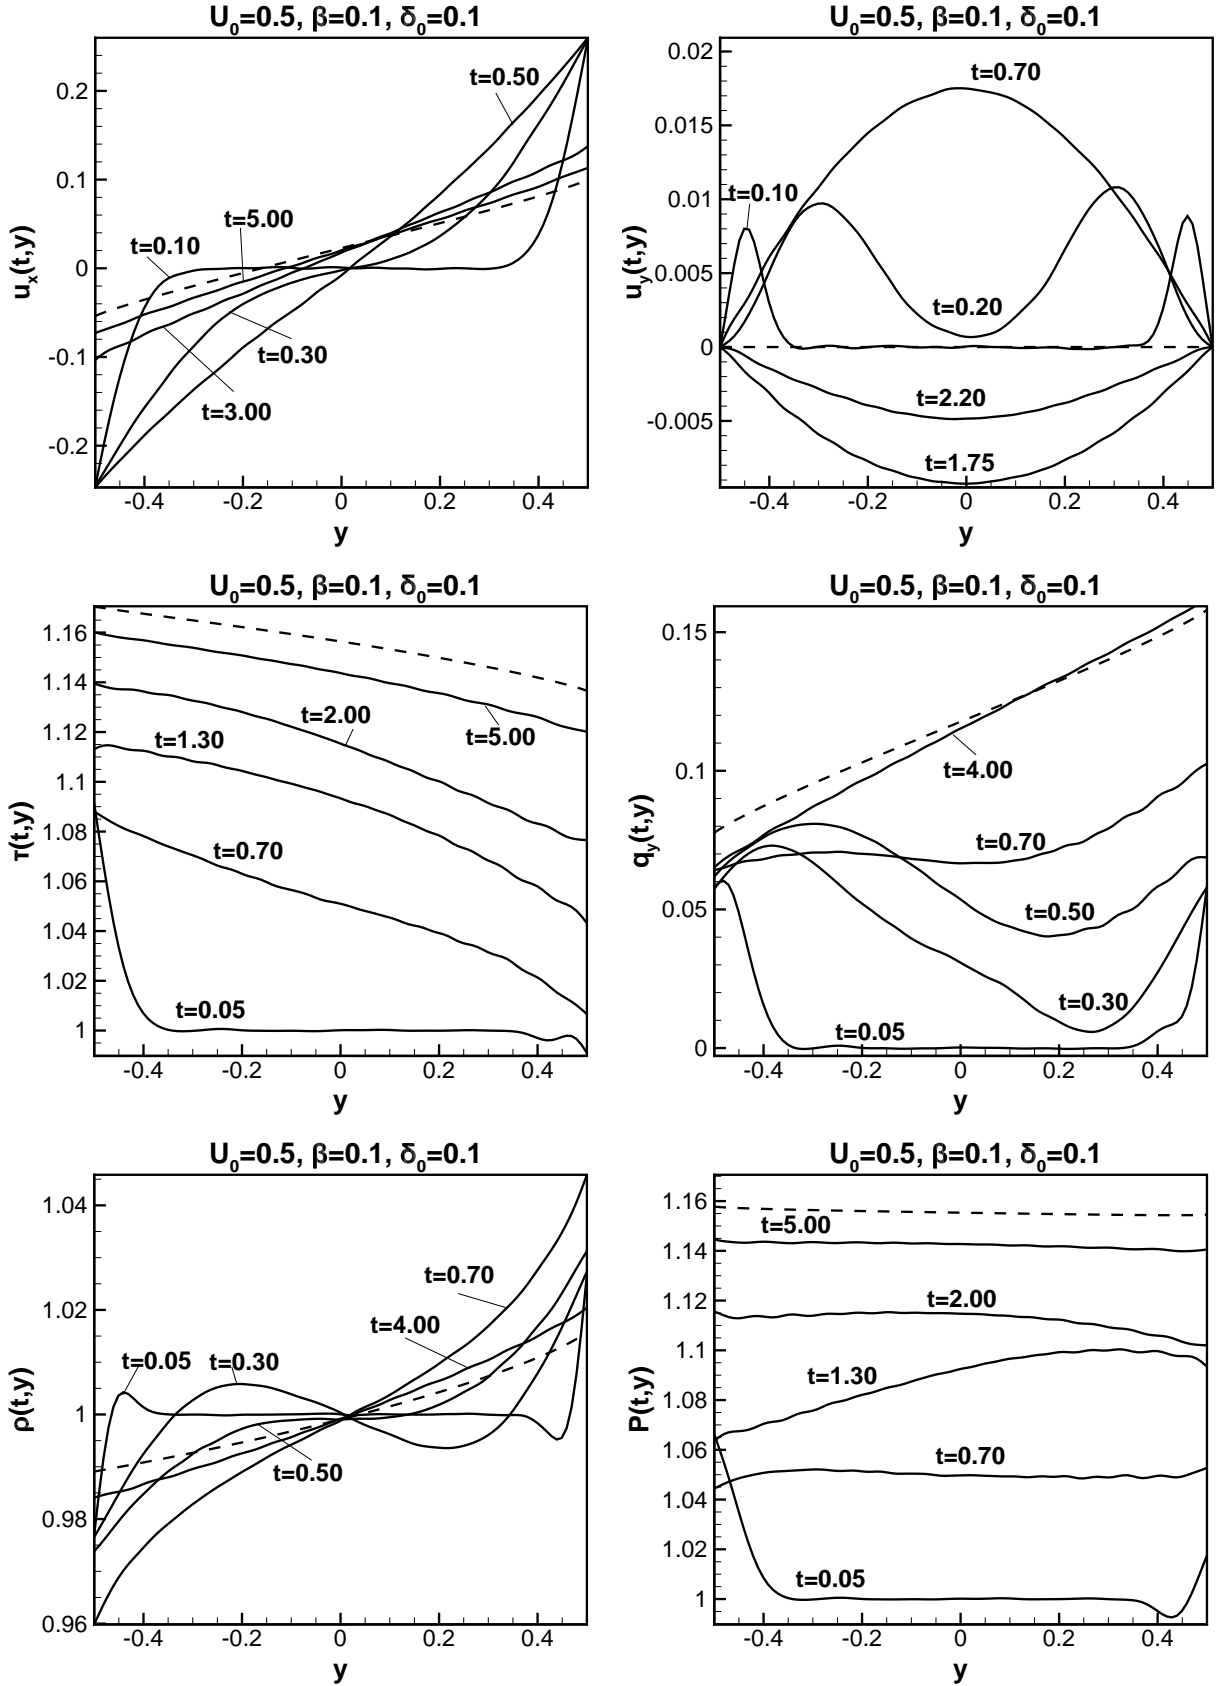 U₀=0.5, β=0.1, δ₀=0.1
uₓ(t,y)
0.2
0.1
0
-0.1
-0.2
t=0.50
t=5.00
t=0.10
t=0.30
t=3.00
-0.4 -0.2 0 0.2 0.4
y
U₀=0.5, β=0.1, δ₀=0.1
u_y(t,y)
0.02
0.015
0.01
0.005
0
-0.005
t=0.70
t=0.10
t=0.20
t=2.20
t=1.75
-0.4 -0.2 0 0.2 0.4
y
U₀=0.5, β=0.1, δ₀=0.1
τ(t,y)
1.16
1.14
1.12
1.1
1.08
1.06
1.04
1.02
1
t=2.00
t=5.00
t=1.30
t=0.70
t=0.05
-0.4 -0.2 0 0.2 0.4
y
U₀=0.5, β=0.1, δ₀=0.1
q_y(t,y)
0.15
0.1
0.05
0
t=4.00
t=0.70
t=0.50
t=0.30
t=0.05
-0.4 -0.2 0 0.2 0.4
y
U₀=0.5, β=0.1, δ₀=0.1
ρ(t,y)
1.04
1.02
1
0.98
0.96
t=0.70
t=4.00
t=0.05
t=0.30
t=0.50
-0.4 -0.2 0 0.2 0.4
y
U₀=0.5, β=0.1, δ₀=0.1
P(t,y)
1.16
1.14
1.12
1.1
1.08
1.06
1.04
1.02
1
t=5.00
t=2.00
t=1.30
t=0.70
t=0.05
-0.4 -0.2 0 0.2 0.4
y